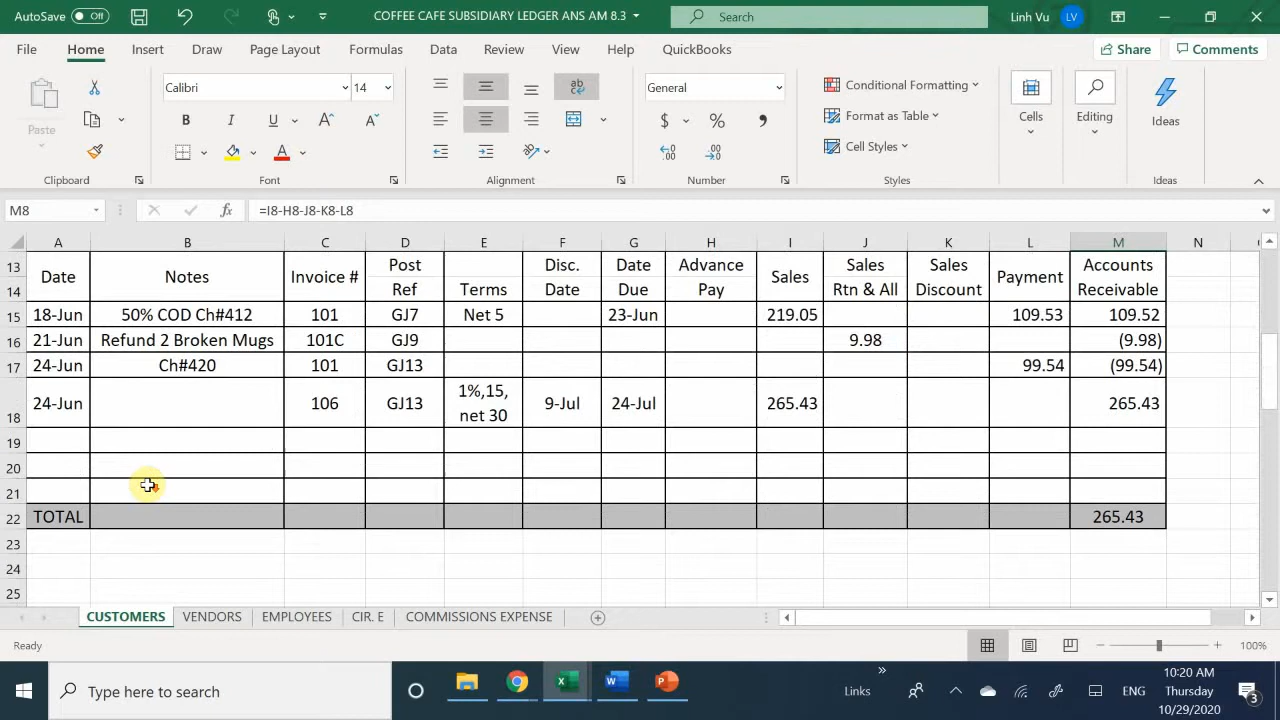 AutoSave Off COFFEE CAFE SUBSIDIARY LEDGER ANS AM 8.3 Search Linh Vu LV
File Home Insert Draw Page Layout Formulas Data Review View Help QuickBooks Share Comments
Paste
Calibri 14
B I U A A
ab
General
$ % ,
Conditional Formatting
Format as Table
Cell Styles
Cells
Editing
Ideas
Clipboard Font Alignment Number Styles Ideas
M8 fx =I8-H8-J8-K8-L8
A B C D E F G H I J K L M N
13 Date Notes Invoice # Post Disc. Date Advance Sales Sales Sales Payment Accounts
14 Ref Terms Date Due Pay Rtn & All Discount Receivable
15 18-Jun 50% COD Ch#412 101 GJ7 Net 5 23-Jun 219.05 109.53 109.52
16 21-Jun Refund 2 Broken Mugs 101C GJ9 9.98 (9.98)
17 24-Jun Ch#420 101 GJ13 99.54 (99.54)
18 24-Jun 106 GJ13 1%,15, 9-Jul 24-Jul 265.43 265.43
net 30
19
20
21
22 TOTAL 265.43
23
24
25
CUSTOMERS VENDORS EMPLOYEES CIR. E COMMISSIONS EXPENSE
Ready 100%
Type here to search Links ENG 10:20 AM
Thursday
10/29/2020
3